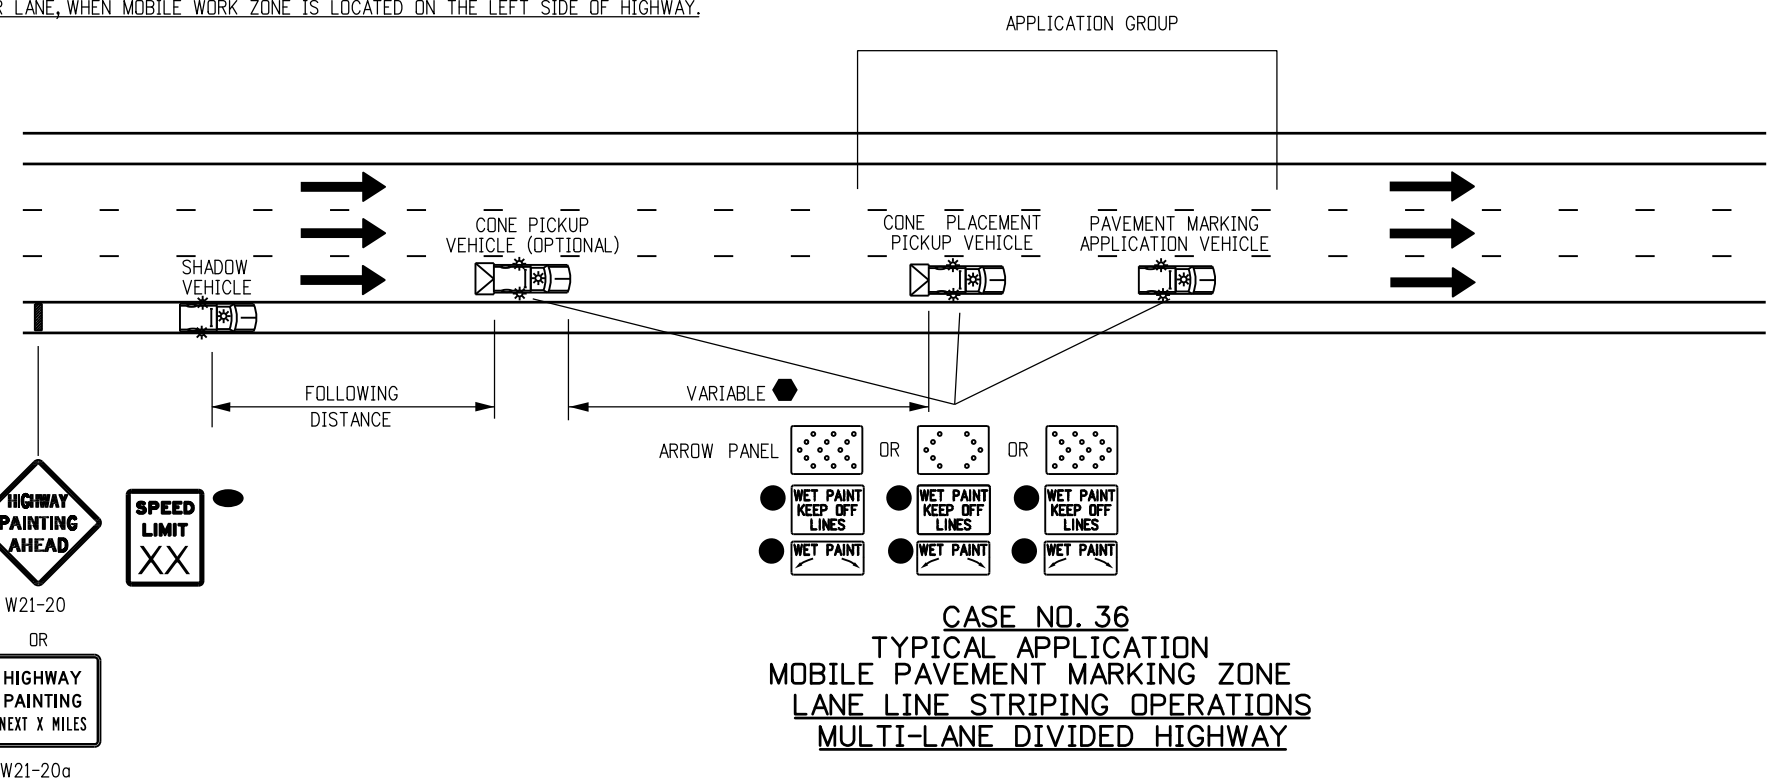 R LANE, WHEN MOBILE WORK ZONE IS LOCATED ON THE LEFT SIDE OF HIGHWAY.
APPLICATION GROUP
CONE PICKUP
VEHICLE (OPTIONAL)
CONE PLACEMENT
PICKUP VEHICLE
PAVEMENT MARKING
APPLICATION VEHICLE
SHADOW
VEHICLE
FOLLOWING
DISTANCE
VARIABLE
ARROW PANEL
OR
OR
HIGHWAY
PAINTING
AHEAD
SPEED
LIMIT
XX
WET PAINT
KEEP OFF
LINES
WET PAINT
KEEP OFF
LINES
WET PAINT
KEEP OFF
LINES
WET PAINT
WET PAINT
WET PAINT
W21-20
OR
HIGHWAY
PAINTING
NEXT X MILES
W21-20a
CASE NO. 36
TYPICAL APPLICATION
MOBILE PAVEMENT MARKING ZONE
LANE LINE STRIPING OPERATIONS
MULTI-LANE DIVIDED HIGHWAY